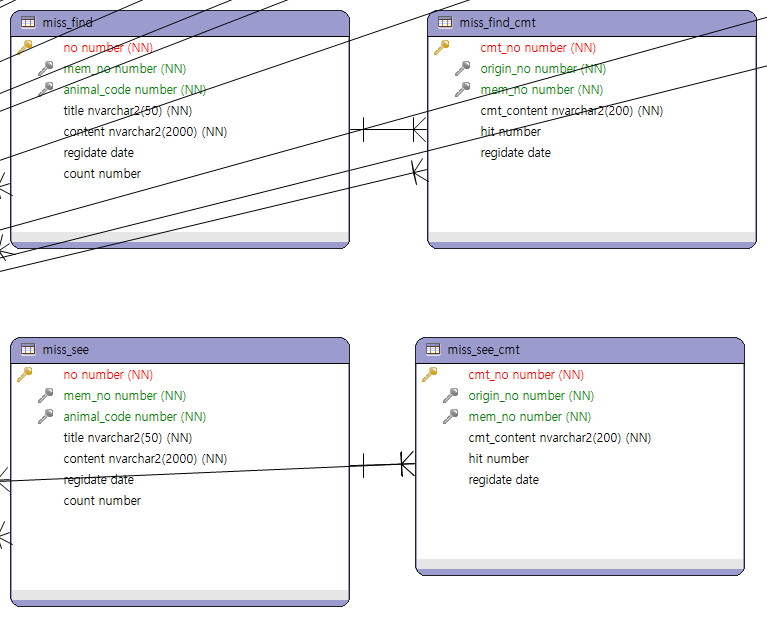 miss_find
no number (NN)
mem_no number (NN)
animal_code number (NN)
title nvarchar2(50) (NN)
content nvarchar2(2000) (NN)
regidate date
count number
miss_find_cmt
cmt_no number (NN)
origin_no number (NN)
mem_no number (NN)
cmt_content nvarchar2(200) (NN)
hit number
regidate date
miss_see
no number (NN)
mem_no number (NN)
animal_code number (NN)
title nvarchar2(50) (NN)
content nvarchar2(2000) (NN)
regidate date
count number
miss_see_cmt
cmt_no number (NN)
origin_no number (NN)
mem_no number (NN)
cmt_content nvarchar2(200) (NN)
hit number
regidate date